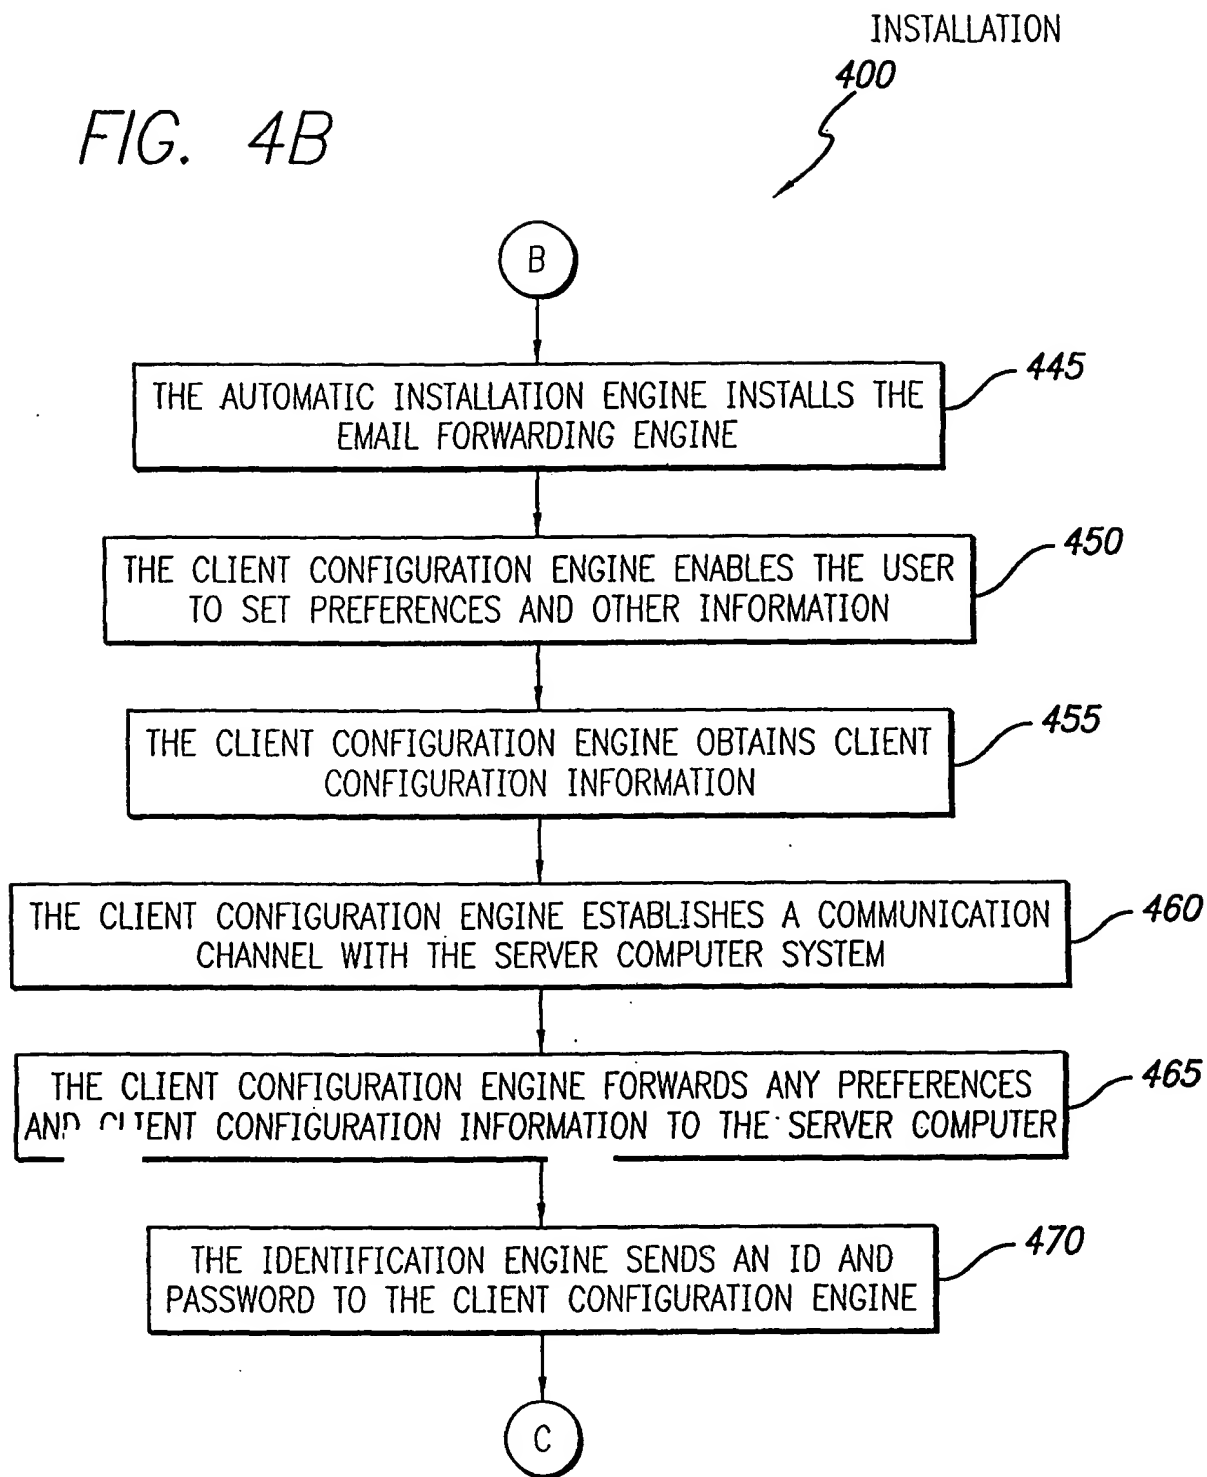 INSTALLATION
400
FIG. 4B
B
THE AUTOMATIC INSTALLATION ENGINE INSTALLS THE
EMAIL FORWARDING ENGINE
445
THE CLIENT CONFIGURATION ENGINE ENABLES THE USER
TO SET PREFERENCES AND OTHER INFORMATION
450
THE CLIENT CONFIGURATION ENGINE OBTAINS CLIENT
CONFIGURATION INFORMATION
455
THE CLIENT CONFIGURATION ENGINE ESTABLISHES A COMMUNICATION
CHANNEL WITH THE SERVER COMPUTER SYSTEM
460
THE CLIENT CONFIGURATION ENGINE FORWARDS ANY PREFERENCES
AND CLIENT CONFIGURATION INFORMATION TO THE SERVER COMPUTER
465
THE IDENTIFICATION ENGINE SENDS AN ID AND
PASSWORD TO THE CLIENT CONFIGURATION ENGINE
470
C